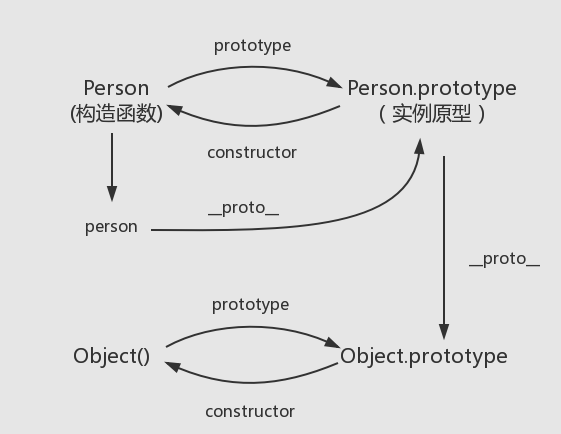 prototype
Person
(构造函数)
Person.prototype
( 实例原型 )
constructor
person
__proto__
__proto__
prototype
Object()
Object.prototype
constructor